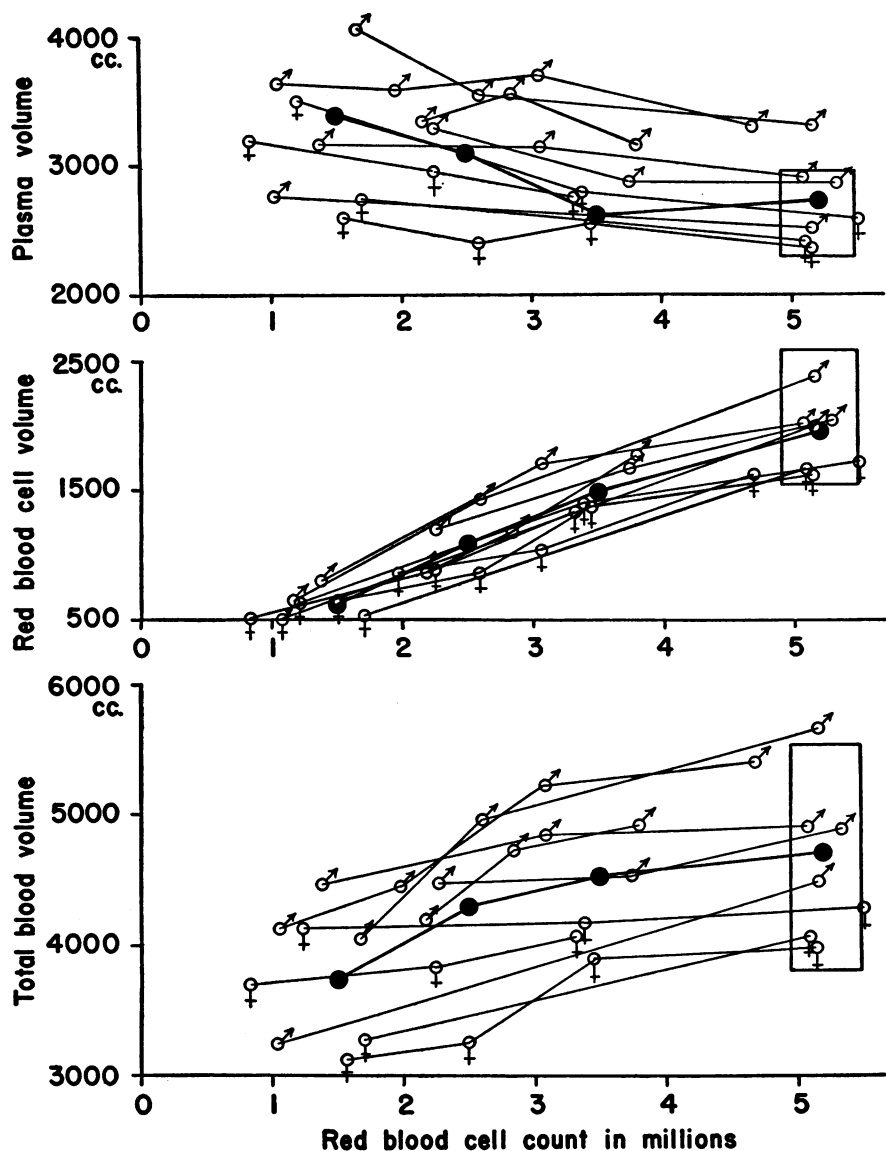 4000
cc.
3000
2000
Plasma volume
0 1 2 3 4 5
2500
cc.
1500
500
Red blood cell volume
0 1 2 3 4 5
6000
cc.
5000
4000
3000
Total blood volume
0 1 2 3 4 5
Red blood cell count in millions